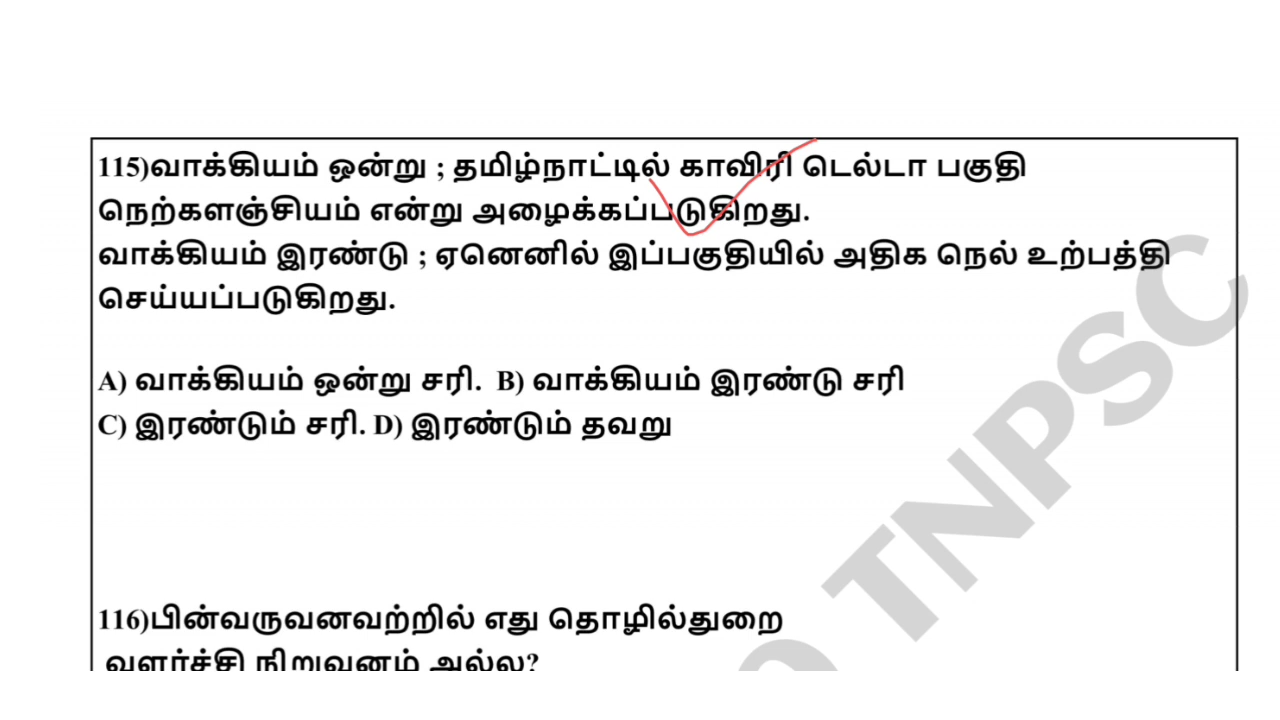 115)வாக்கியம் ஒன்று ; தமிழ்நாட்டில் காவிரி டெல்டா பகுதி
நெற்களஞ்சியம் என்று அழைக்கப்படுகிறது.
வாக்கியம் இரண்டு ; ஏனெனில் இப்பகுதியில் அதிக நெல் உற்பத்தி
செய்யப்படுகிறது.
A) வாக்கியம் ஒன்று சரி. B) வாக்கியம் இரண்டு சரி
C) இரண்டும் சரி. D) இரண்டும் தவறு
116)பின்வருவனவற்றில் எது தொழில்துறை
வளர்ச்சி நிறுவனம் அல்ல?
TNPSC